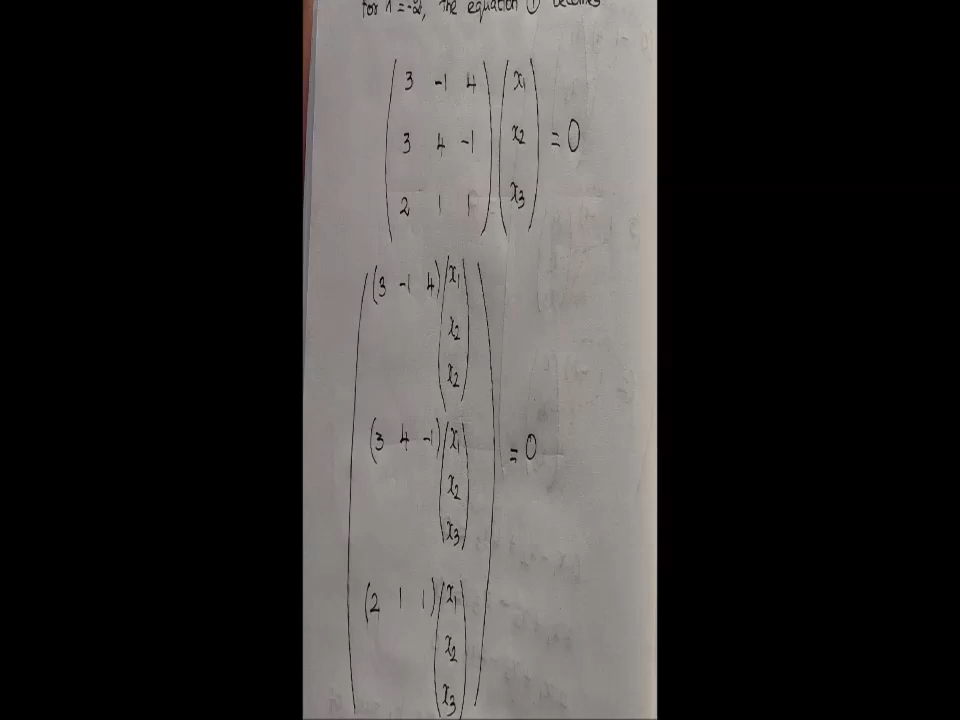 for λ = -2, the equation ① becomes
( 3 -1 4 ) ( x1 )
( 3 4 -1 ) ( x2 ) = 0
( 2 1 1 ) ( x3 )
(3 -1 4) ( x1
x2
x2 )
(3 4 -1) ( x1
x2 = 0
x3 )
(2 1 1) ( x1
x2
x3 )